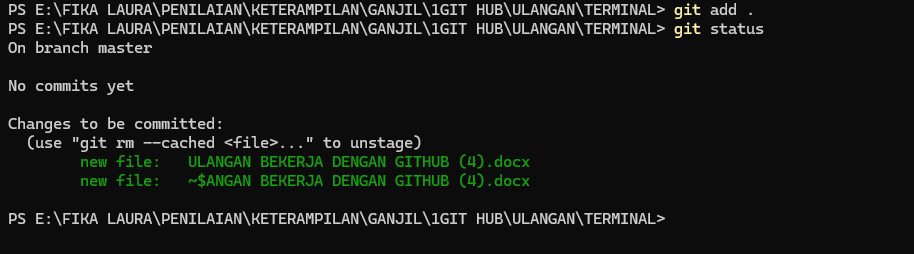 PS E:\FIKA LAURA\PENILAIAN\KETERAMPILAN\GANJIL\1GIT HUB\ULANGAN\TERMINAL> git add .
PS E:\FIKA LAURA\PENILAIAN\KETERAMPILAN\GANJIL\1GIT HUB\ULANGAN\TERMINAL> git status
On branch master
No commits yet
Changes to be committed:
  (use "git rm --cached <file>..." to unstage)
        new file:   ULANGAN BEKERJA DENGAN GITHUB (4).docx
        new file:   ~$ANGAN BEKERJA DENGAN GITHUB (4).docx
PS E:\FIKA LAURA\PENILAIAN\KETERAMPILAN\GANJIL\1GIT HUB\ULANGAN\TERMINAL>